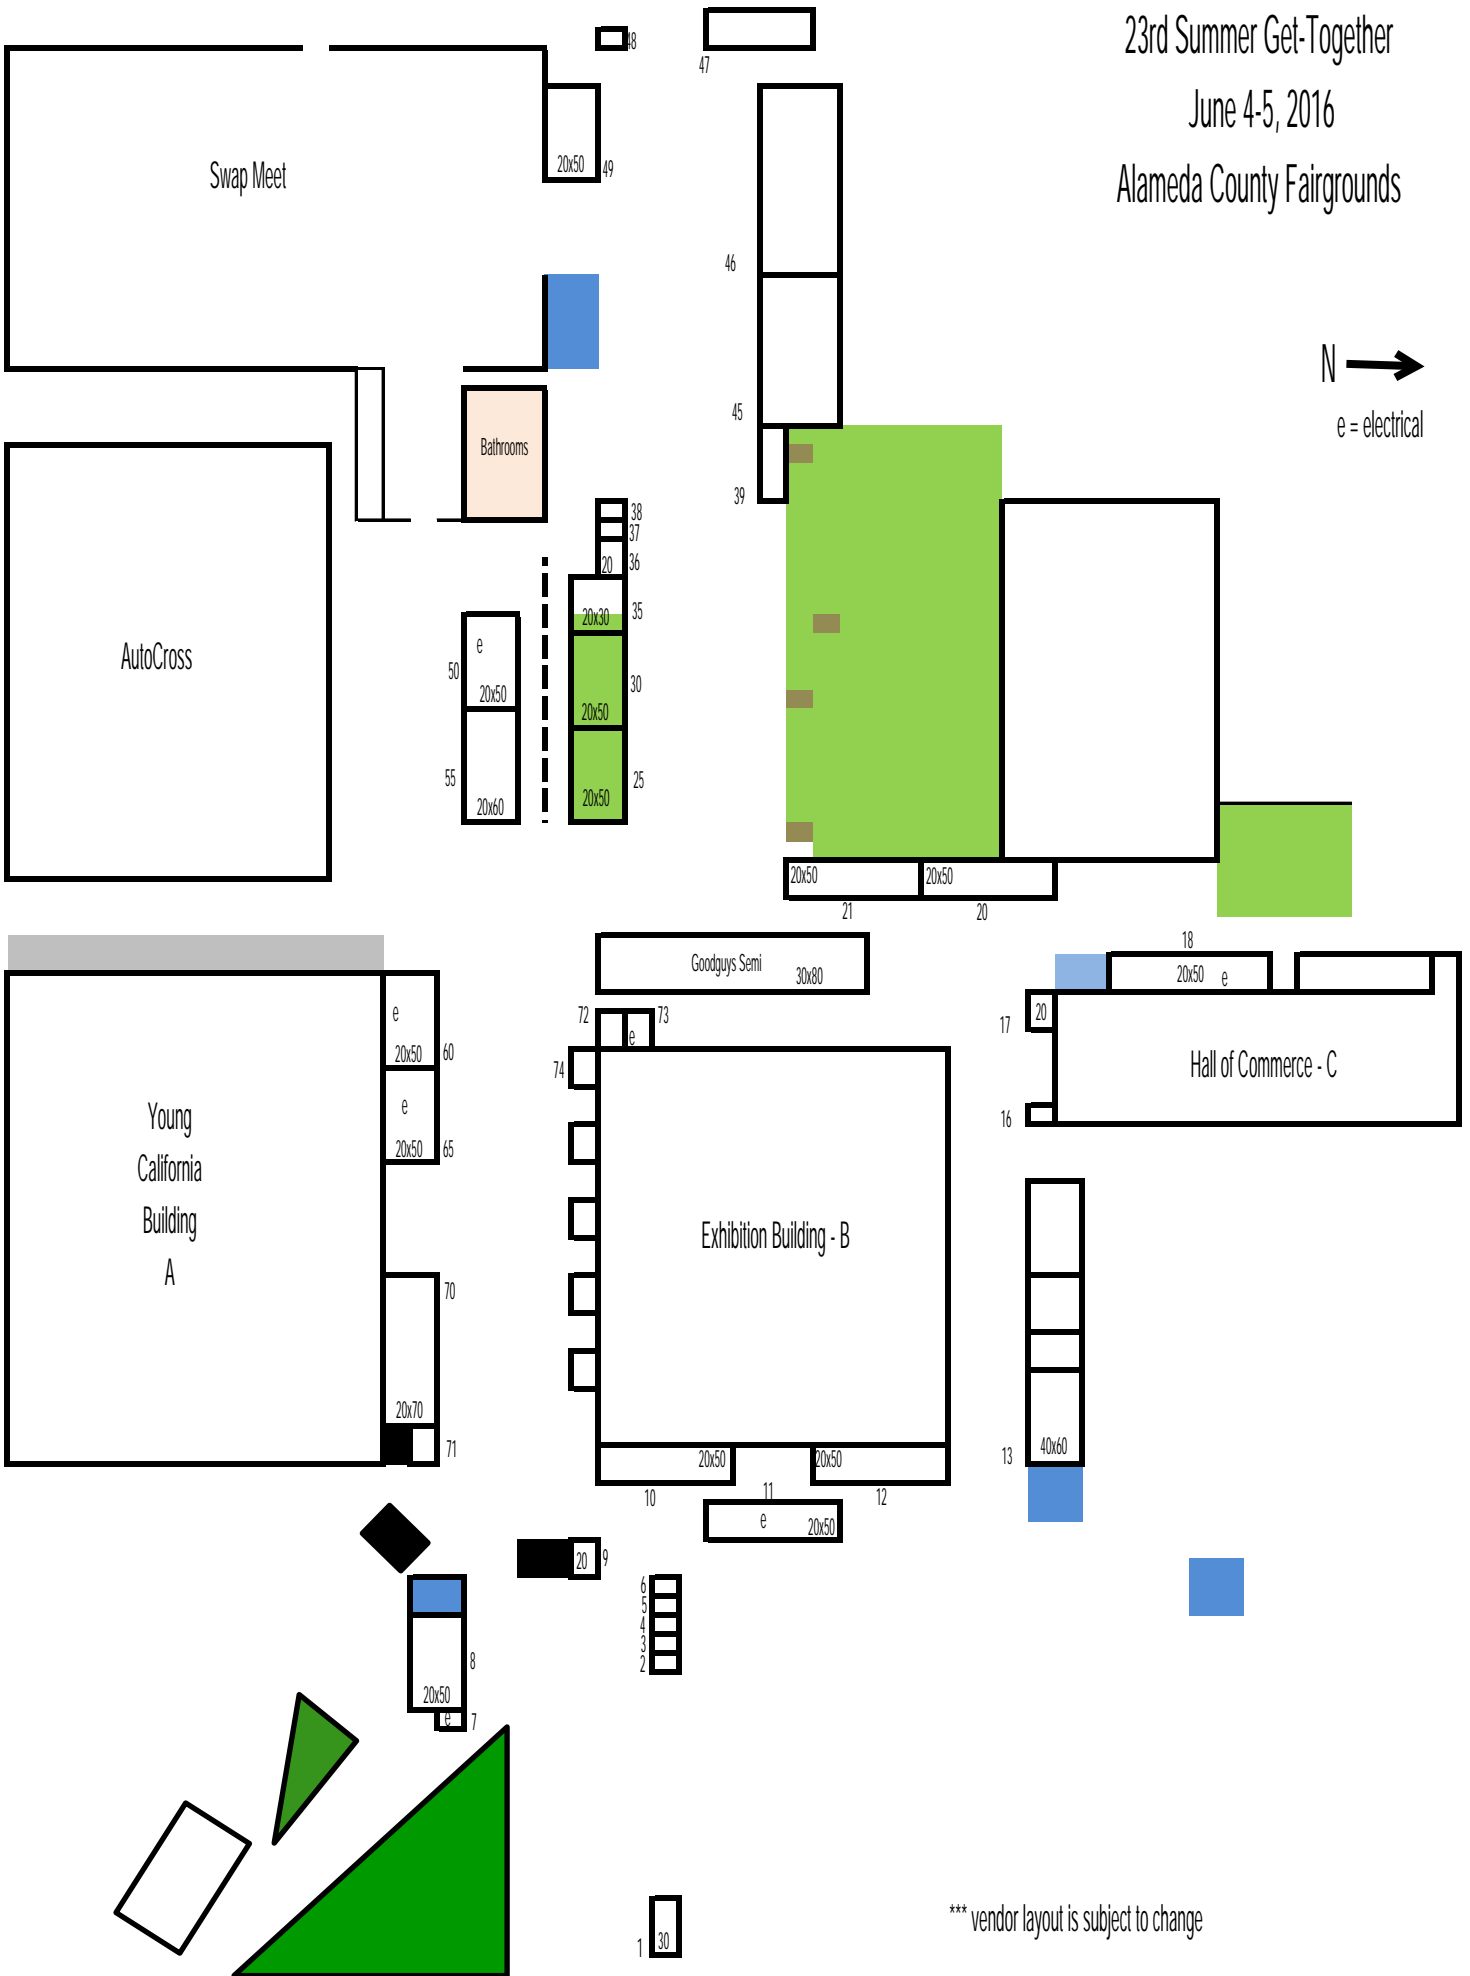 23rd Summer Get-Together
June 4-5, 2016
Alameda County Fairgrounds
48
47
20x50
49
Swap Meet
46
N
e = electrical
45
Bathrooms
39
38
37
20
36
20x30
35
AutoCross
e
50
20x50
30
20x50
55
20x60
25
20x50
20x50
20x50
21
20
18
Goodguys Semi
30x80
20x50
e
72
73
e
17
20
e
20x50
60
74
Hall of Commerce - C
e
20x50
65
16
Young
California
Building
A
Exhibition Building - B
70
20x70
71
20x50
20x50
13
40x60
10
11
12
e
20x50
20
9
6
5
4
3
2
8
20x50
e
7
*** vendor layout is subject to change
1
30